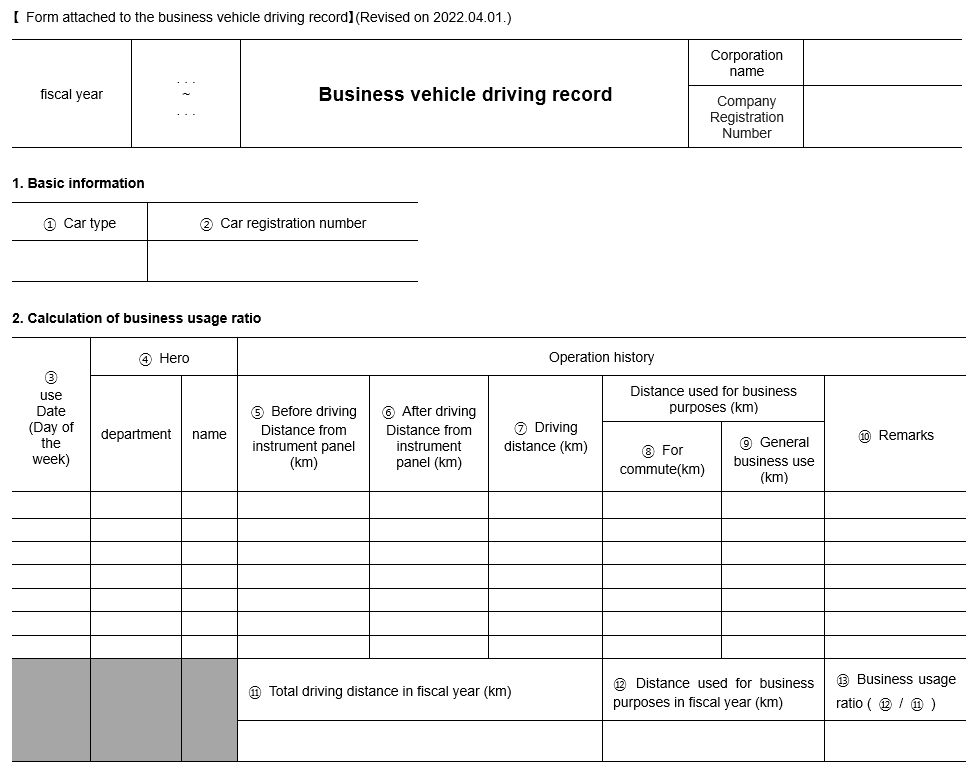 【 Form attached to the business vehicle driving record】(Revised on 2022.04.01.)
fiscal year
. . .
~
. . .
Business vehicle driving record
Corporation
name
Company
Registration
Number
1. Basic information
① Car type
② Car registration number
2. Calculation of business usage ratio
③
use
Date
(Day of
the
week)
④ Hero
department
name
Operation history
⑤ Before driving
Distance from
instrument panel
(km)
⑥ After driving
Distance from
instrument
panel (km)
⑦ Driving
distance (km)
Distance used for business
purposes (km)
⑧ For
commute(km)
⑨ General
business use
(km)
⑩ Remarks
⑪ Total driving distance in fiscal year (km)
⑫ Distance used for business
purposes in fiscal year (km)
⑬ Business usage
ratio ( ⑫ / ⑪ )